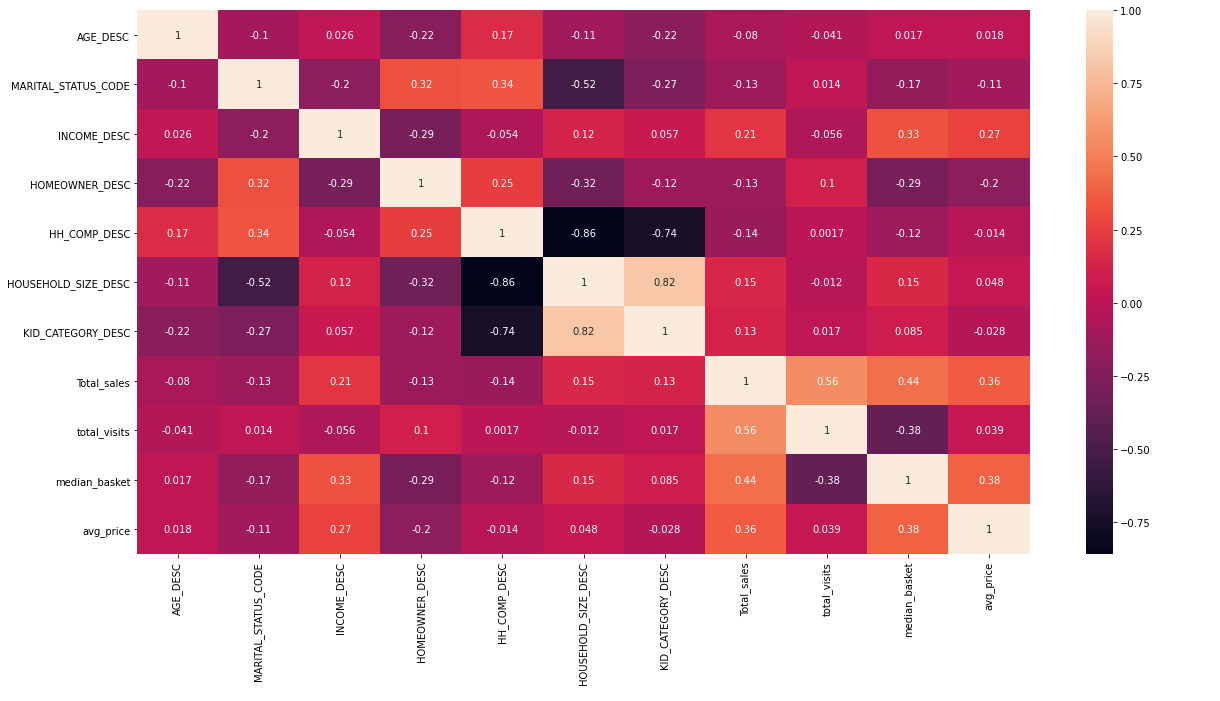 AGE_DESC 1 -0.1 0.026 -0.22 0.17 -0.11 -0.22 -0.08 -0.041 0.017 0.018
MARITAL_STATUS_CODE -0.1 1 -0.2 0.32 0.34 -0.52 -0.27 -0.13 0.014 -0.17 -0.11
INCOME_DESC 0.026 -0.2 1 -0.29 -0.054 0.12 0.057 0.21 -0.056 0.33 0.27
HOMEOWNER_DESC -0.22 0.32 -0.29 1 0.25 -0.32 -0.12 -0.13 0.1 -0.29 -0.2
HH_COMP_DESC 0.17 0.34 -0.054 0.25 1 -0.86 -0.74 -0.14 0.0017 -0.12 -0.014
HOUSEHOLD_SIZE_DESC -0.11 -0.52 0.12 -0.32 -0.86 1 0.82 0.15 -0.012 0.15 0.048
KID_CATEGORY_DESC -0.22 -0.27 0.057 -0.12 -0.74 0.82 1 0.13 0.017 0.085 -0.028
Total_sales -0.08 -0.13 0.21 -0.13 -0.14 0.15 0.13 1 0.56 0.44 0.36
total_visits -0.041 0.014 -0.056 0.1 0.0017 -0.012 0.017 0.56 1 -0.38 0.039
median_basket 0.017 -0.17 0.33 -0.29 -0.12 0.15 0.085 0.44 -0.38 1 0.38
avg_price 0.018 -0.11 0.27 -0.2 -0.014 0.048 -0.028 0.36 0.039 0.38 1
AGE_DESC
MARITAL_STATUS_CODE
INCOME_DESC
HOMEOWNER_DESC
HH_COMP_DESC
HOUSEHOLD_SIZE_DESC
KID_CATEGORY_DESC
Total_sales
total_visits
median_basket
avg_price
1.00
0.75
0.50
0.25
0.00
−0.25
−0.50
−0.75